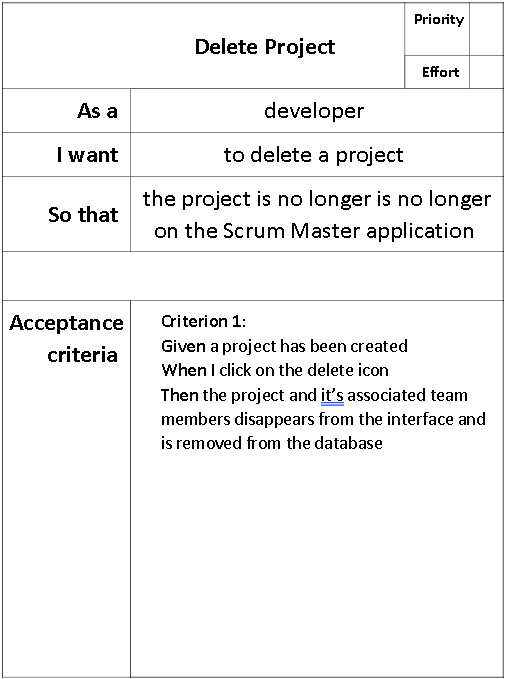 Delete Project
Priority
Effort
As a
developer
I want
to delete a project
So that
the project is no longer is no longer
on the Scrum Master application
Acceptance
criteria
Criterion 1:
Given a project has been created
When I click on the delete icon
Then the project and it's associated team
members disappears from the interface and
is removed from the database